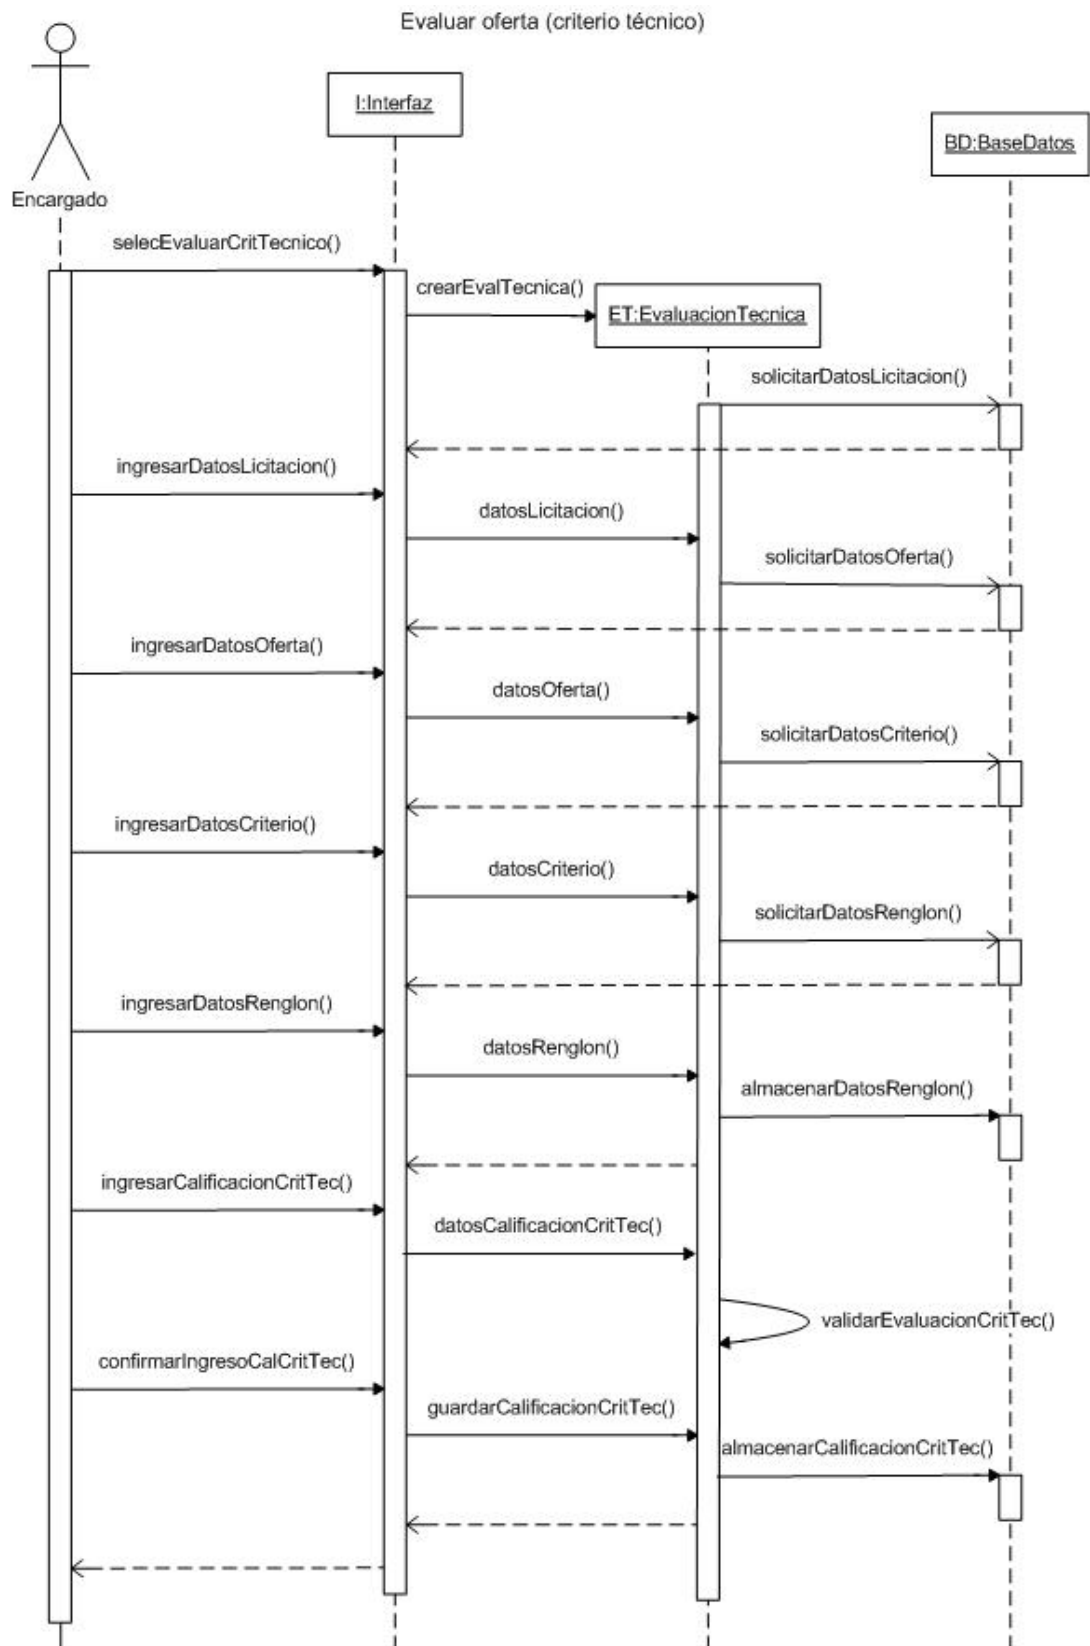 Evaluar oferta (criterio técnico)
I:Interfaz
BD:BaseDatos
Encargado
selecEvaluarCritTecnico()
crearEvalTecnica()
ET:EvaluacionTecnica
solicitarDatosLicitacion()
ingresarDatosLicitacion()
datosLicitacion()
solicitarDatosOferta()
ingresarDatosOferta()
datosOferta()
solicitarDatosCriterio()
ingresarDatosCriterio()
datosCriterio()
solicitarDatosRenglon()
ingresarDatosRenglon()
datosRenglon()
almacenarDatosRenglon()
ingresarCalificacionCritTec()
datosCalificacionCritTec()
validarEvaluacionCritTec()
confirmarIngresoCalCritTec()
guardarCalificacionCritTec()
almacenarCalificacionCritTec()